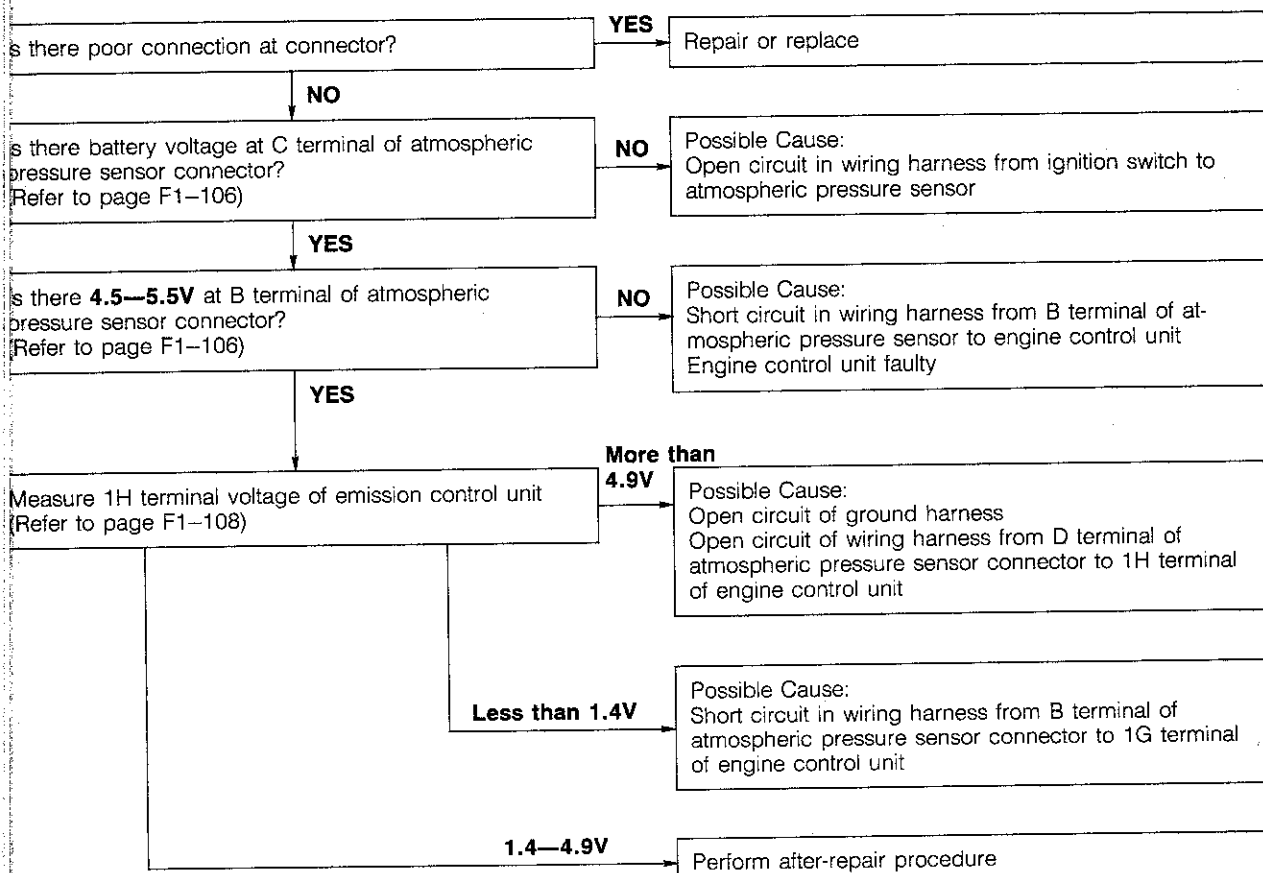 s there poor connection at connector?
YES
Repair or replace
NO
s there battery voltage at C terminal of atmospheric
pressure sensor connector?
(Refer to page F1–106)
NO
Possible Cause:
Open circuit in wiring harness from ignition switch to
atmospheric pressure sensor
YES
s there 4.5—5.5V at B terminal of atmospheric
pressure sensor connector?
(Refer to page F1–106)
NO
Possible Cause:
Short circuit in wiring harness from B terminal of at-
mospheric pressure sensor to engine control unit
Engine control unit faulty
YES
Measure 1H terminal voltage of emission control unit
(Refer to page F1–108)
More than
4.9V
Possible Cause:
Open circuit of ground harness
Open circuit of wiring harness from D terminal of
atmospheric pressure sensor connector to 1H terminal
of engine control unit
Less than 1.4V
Possible Cause:
Short circuit in wiring harness from B terminal of
atmospheric pressure sensor connector to 1G terminal
of engine control unit
1.4—4.9V
Perform after-repair procedure